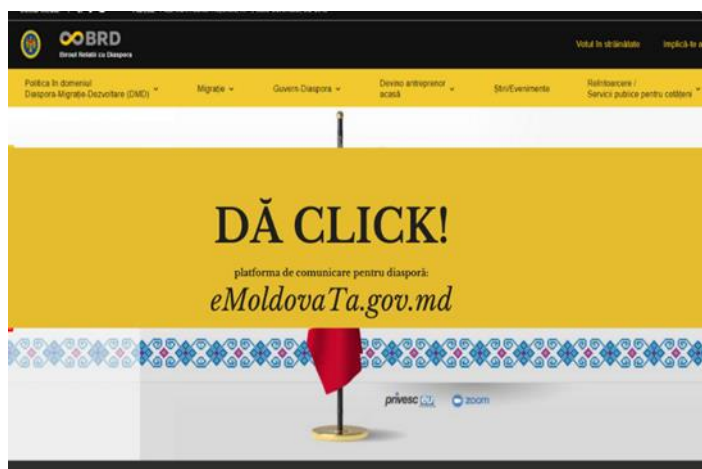 BRD
Biroul Relații cu Diaspora
Votul în străinătate
Implică-te a
Politica în domeniul
Diaspora-Migrație-Dezvoltare (DMD)
Migrație
Guvern-Diaspora
Devino antreprenor
acasă
Știri/Evenimente
Reîntoarcere /
Servicii publice pentru cetățeni
DĂ CLICK!
platforma de comunicare pentru diasporă:
eMoldovaTa.gov.md
privesc.eu
zoom